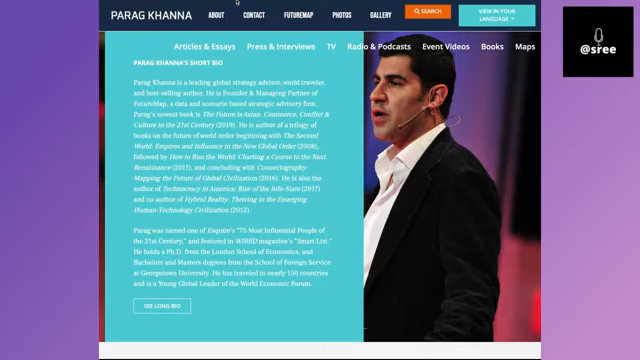 PARAG KHANNA
ABOUT
CONTACT
FUTUREMAP
PHOTOS
GALLERY
SEARCH
VIEW IN YOUR
LANGUAGE
@sree
Articles & Essays
Press & Interviews
TV
Radio & Podcasts
Event Videos
Books
Maps
PARAG KHANNA'S SHORT BIO
Parag Khanna is a leading global strategy advisor, world traveler,
and best-selling author. He is Founder & Managing Partner of
FutureMap, a data and scenario based strategic advisory firm.
Parag's newest book is The Future is Asian: Commerce, Conflict &
Culture in the 21st Century (2019). He is author of a trilogy of
books on the future of world order beginning with The Second
World: Empires and Influence in the New Global Order (2008),
followed by How to Run the World: Charting a Course to the Next
Renaissance (2011), and concluding with Connectography:
Mapping the Future of Global Civilization (2016). He is also the
author of Technocracy in America: Rise of the Info-State (2017)
and co-author of Hybrid Reality: Thriving in the Emerging
Human-Technology Civilization (2012).
Parag was named one of Esquire's "75 Most Influential People of
the 21st Century," and featured in WIRED magazine's "Smart List."
He holds a Ph.D. from the London School of Economics, and
Bachelors and Masters degrees from the School of Foreign Service
at Georgetown University. He has traveled to nearly 150 countries
and is a Young Global Leader of the World Economic Forum.
SEE LONG BIO